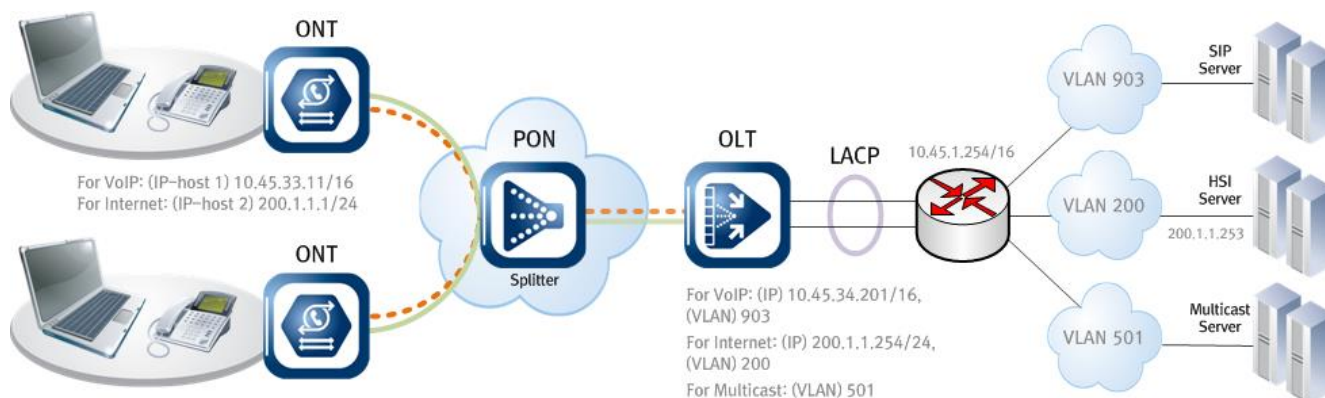 ONT
For VoIP: (IP-host 1) 10.45.33.11/16
For Internet: (IP-host 2) 200.1.1.1/24
ONT
PON
Splitter
OLT
For VoIP: (IP) 10.45.34.201/16,
(VLAN) 903
For Internet: (IP) 200.1.1.254/24,
(VLAN) 200
For Multicast: (VLAN) 501
LACP
10.45.1.254/16
VLAN 903
SIP
Server
VLAN 200
HSI
Server
200.1.1.253
VLAN 501
Multicast
Server